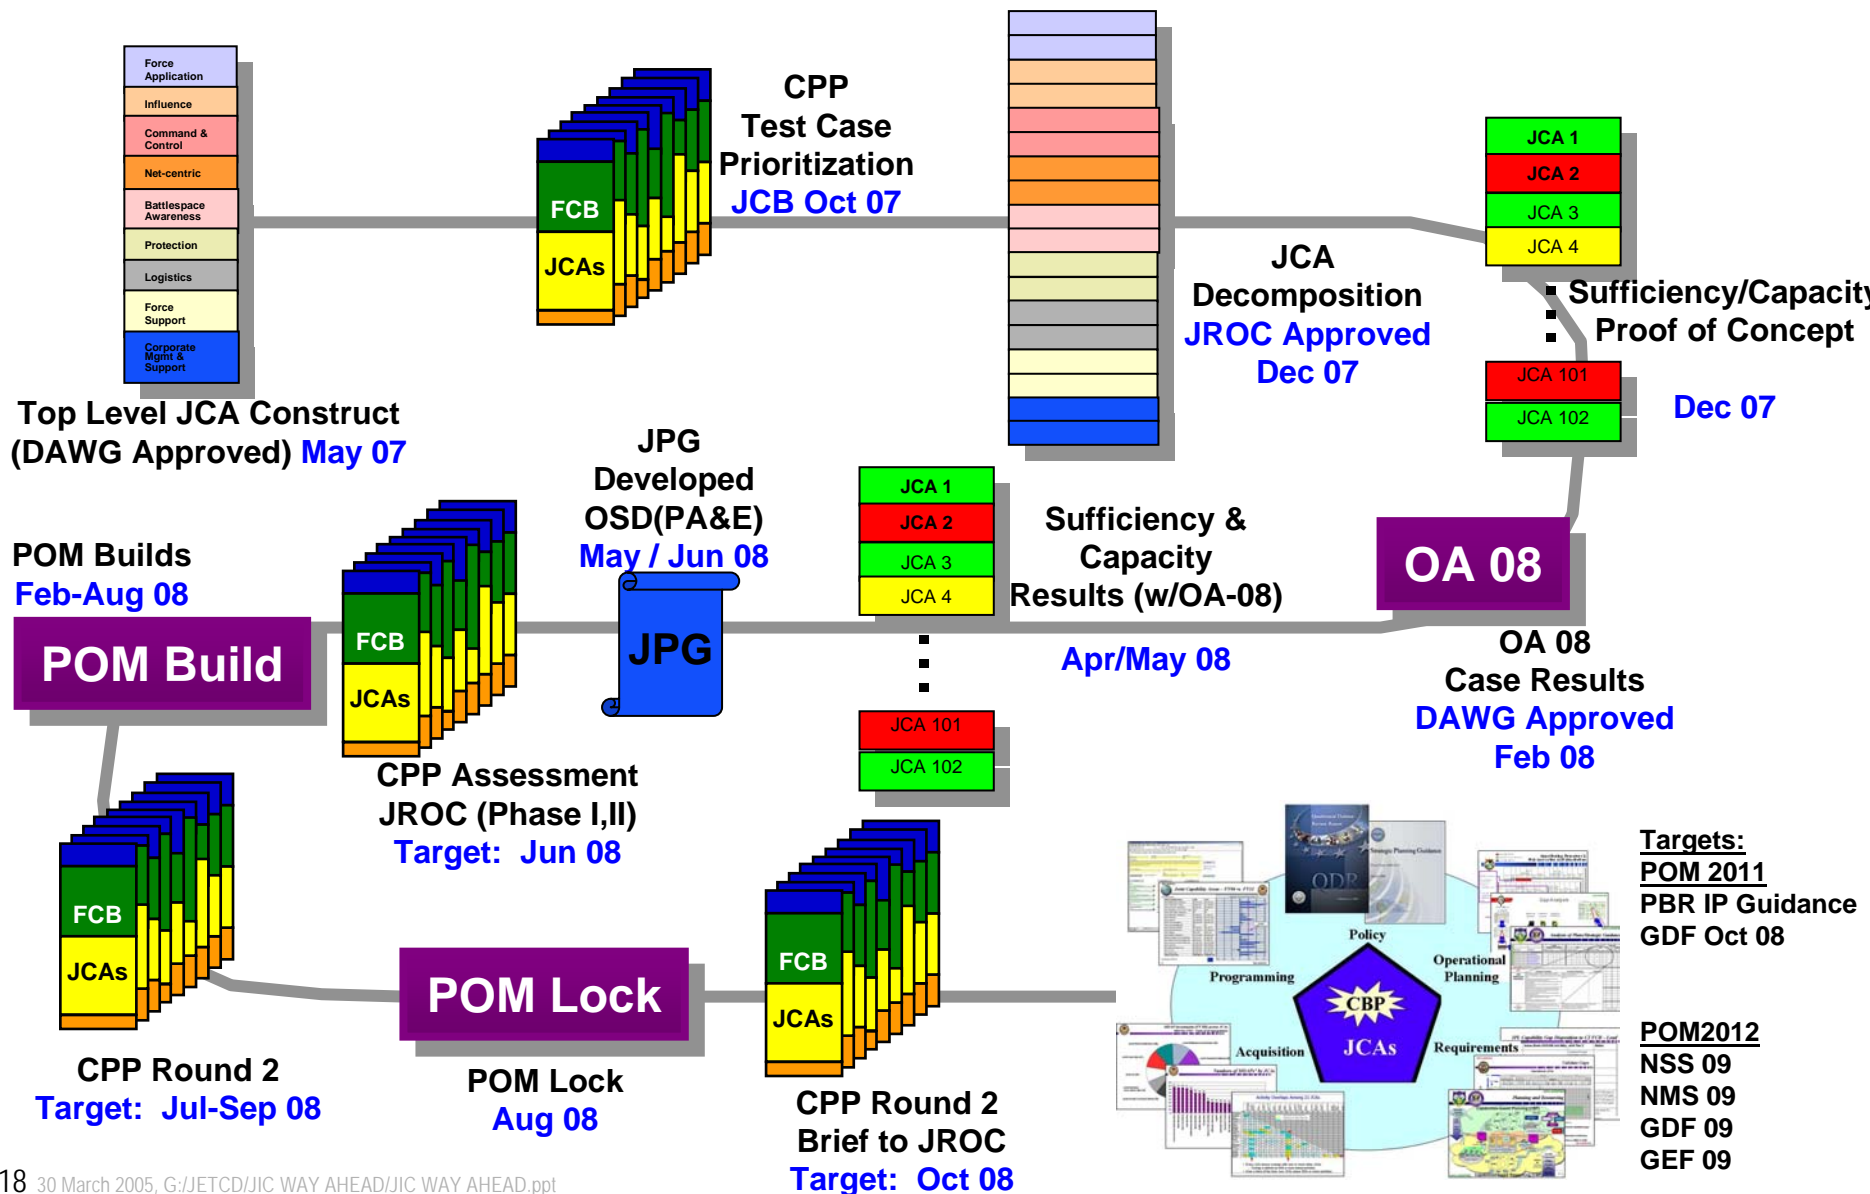 Force
Application
Influence
Command &
Control
Net-centric
Battlespace
Awareness
Protection
Logistics
Force
Support
Corporate
Mgmt &
Support
Top Level JCA Construct
(DAWG Approved) May 07
FCB
JCAs
CPP
Test Case
Prioritization
JCB Oct 07
JCA
Decomposition
JROC Approved
Dec 07
JCA 1
JCA 2
JCA 3
JCA 4
Sufficiency/Capacity
Proof of Concept
JCA 101
JCA 102
Dec 07
POM Builds
Feb-Aug 08
POM Build
FCB
JCAs
CPP Assessment
JROC (Phase I,II)
Target: Jun 08
JPG
Developed
OSD(PA&E)
May / Jun 08
JPG
JCA 1
JCA 2
JCA 3
JCA 4
JCA 101
JCA 102
Sufficiency &
Capacity
Results (w/OA-08)
Apr/May 08
OA 08
OA 08
Case Results
DAWG Approved
Feb 08
FCB
JCAs
CPP Round 2
Target: Jul-Sep 08
POM Lock
POM Lock
Aug 08
FCB
JCAs
CPP Round 2
Brief to JROC
Target: Oct 08
QDR
Strategic Planning Guidance
Policy
Programming
Operational
Planning
CBP
JCAs
Acquisition
Requirements
Targets:
POM 2011
PBR IP Guidance
GDF Oct 08
POM2012
NSS 09
NMS 09
GDF 09
GEF 09
18 30 March 2005, G:/JETCD/JIC WAY AHEAD/JIC WAY AHEAD.ppt